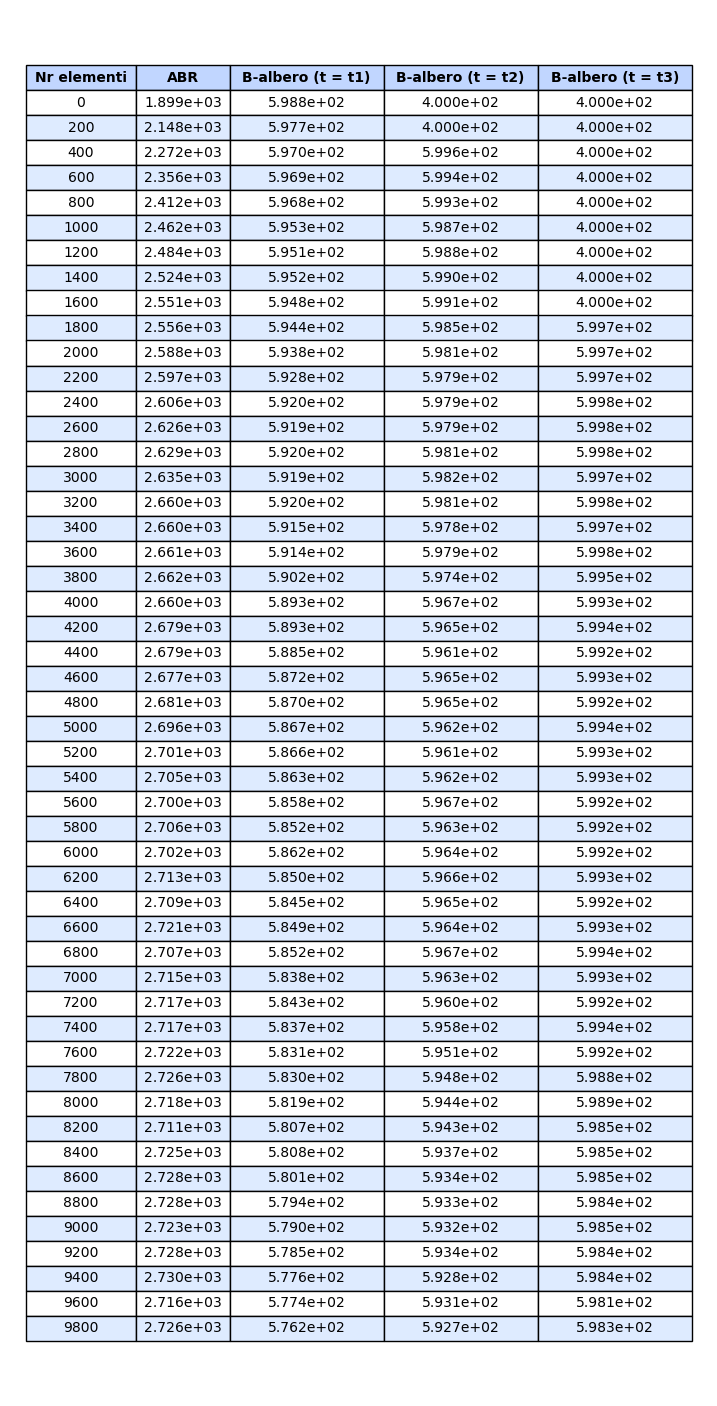 Nr elementi ABR B-albero (t = t1) B-albero (t = t2) B-albero (t = t3)
0 1.899e+03 5.988e+02 4.000e+02 4.000e+02
200 2.148e+03 5.977e+02 4.000e+02 4.000e+02
400 2.272e+03 5.970e+02 5.996e+02 4.000e+02
600 2.356e+03 5.969e+02 5.994e+02 4.000e+02
800 2.412e+03 5.968e+02 5.993e+02 4.000e+02
1000 2.462e+03 5.953e+02 5.987e+02 4.000e+02
1200 2.484e+03 5.951e+02 5.988e+02 4.000e+02
1400 2.524e+03 5.952e+02 5.990e+02 4.000e+02
1600 2.551e+03 5.948e+02 5.991e+02 4.000e+02
1800 2.556e+03 5.944e+02 5.985e+02 5.997e+02
2000 2.588e+03 5.938e+02 5.981e+02 5.997e+02
2200 2.597e+03 5.928e+02 5.979e+02 5.997e+02
2400 2.606e+03 5.920e+02 5.979e+02 5.998e+02
2600 2.626e+03 5.919e+02 5.979e+02 5.998e+02
2800 2.629e+03 5.920e+02 5.981e+02 5.998e+02
3000 2.635e+03 5.919e+02 5.982e+02 5.997e+02
3200 2.660e+03 5.920e+02 5.981e+02 5.998e+02
3400 2.660e+03 5.915e+02 5.978e+02 5.997e+02
3600 2.661e+03 5.914e+02 5.979e+02 5.998e+02
3800 2.662e+03 5.902e+02 5.974e+02 5.995e+02
4000 2.660e+03 5.893e+02 5.967e+02 5.993e+02
4200 2.679e+03 5.893e+02 5.965e+02 5.994e+02
4400 2.679e+03 5.885e+02 5.961e+02 5.992e+02
4600 2.677e+03 5.872e+02 5.965e+02 5.993e+02
4800 2.681e+03 5.870e+02 5.965e+02 5.992e+02
5000 2.696e+03 5.867e+02 5.962e+02 5.994e+02
5200 2.701e+03 5.866e+02 5.961e+02 5.993e+02
5400 2.705e+03 5.863e+02 5.962e+02 5.993e+02
5600 2.700e+03 5.858e+02 5.967e+02 5.992e+02
5800 2.706e+03 5.852e+02 5.963e+02 5.992e+02
6000 2.702e+03 5.862e+02 5.964e+02 5.992e+02
6200 2.713e+03 5.850e+02 5.966e+02 5.993e+02
6400 2.709e+03 5.845e+02 5.965e+02 5.992e+02
6600 2.721e+03 5.849e+02 5.964e+02 5.993e+02
6800 2.707e+03 5.852e+02 5.967e+02 5.994e+02
7000 2.715e+03 5.838e+02 5.963e+02 5.993e+02
7200 2.717e+03 5.843e+02 5.960e+02 5.992e+02
7400 2.717e+03 5.837e+02 5.958e+02 5.994e+02
7600 2.722e+03 5.831e+02 5.951e+02 5.992e+02
7800 2.726e+03 5.830e+02 5.948e+02 5.988e+02
8000 2.718e+03 5.819e+02 5.944e+02 5.989e+02
8200 2.711e+03 5.807e+02 5.943e+02 5.985e+02
8400 2.725e+03 5.808e+02 5.937e+02 5.985e+02
8600 2.728e+03 5.801e+02 5.934e+02 5.985e+02
8800 2.728e+03 5.794e+02 5.933e+02 5.984e+02
9000 2.723e+03 5.790e+02 5.932e+02 5.985e+02
9200 2.728e+03 5.785e+02 5.934e+02 5.984e+02
9400 2.730e+03 5.776e+02 5.928e+02 5.984e+02
9600 2.716e+03 5.774e+02 5.931e+02 5.981e+02
9800 2.726e+03 5.762e+02 5.927e+02 5.983e+02